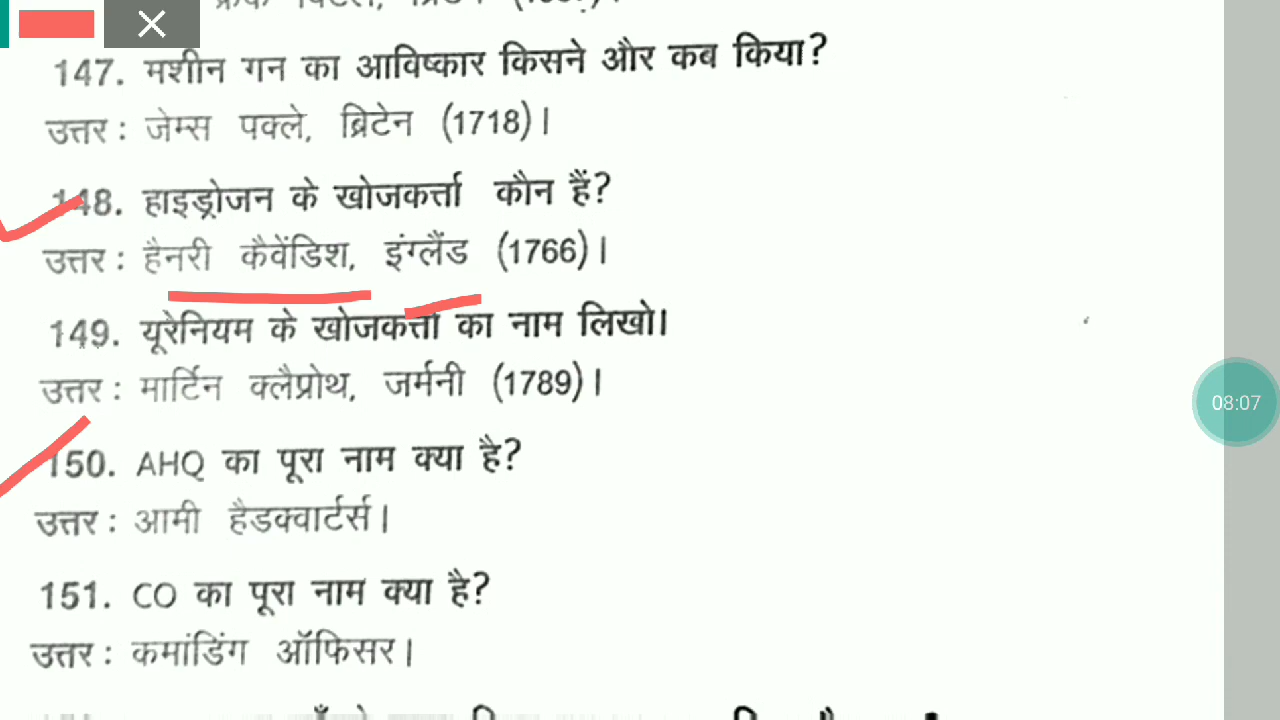 147. मशीन गन का आविष्कार किसने और कब किया?
उत्तर : जेम्स पक्ले, ब्रिटेन (1718)।
148. हाइड्रोजन के खोजकर्त्ता कौन हैं?
उत्तर : हैनरी कैवेंडिश, इंग्लैंड (1766)।
149. यूरेनियम के खोजकर्त्ता का नाम लिखो।
उत्तर : मार्टिन क्लैप्रोथ, जर्मनी (1789)।
08:07
150. AHQ का पूरा नाम क्या है?
उत्तर : आमी हैडक्वार्टर्स।
151. CO का पूरा नाम क्या है?
उत्तर : कमांडिंग ऑफिसर।